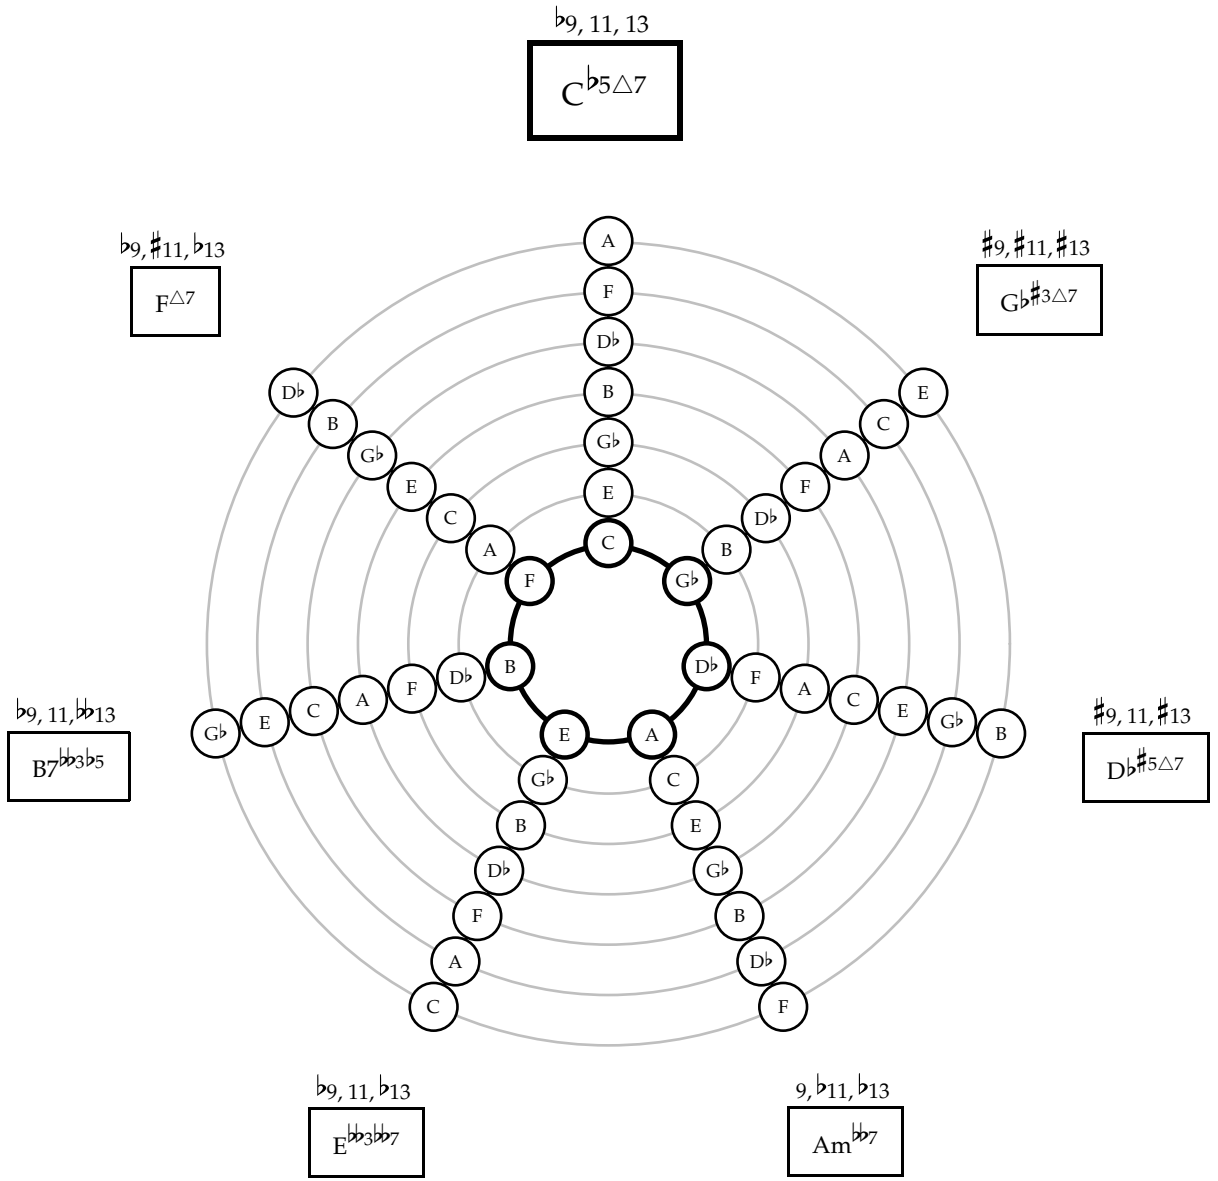 ♭9, 11, 13
C♭5△7
♭9, ♯11, ♭13
F△7
♯9, ♯11, ♯13
G♭♯3△7
A
F
D♭
B
G♭
E
C
D♭
B
G♭
E
C
A
F
E
C
A
F
D♭
B
G♭
G♭
E
C
A
F
D♭
B
D♭
F
A
C
E
G♭
B
♭9, 11, 𝄫13
B7𝄫3♭5
♯9, 11, ♯13
D♭♯5△7
E
G♭
B
D♭
F
A
C
A
C
E
G♭
B
D♭
F
♭9, 11, ♭13
E𝄫3𝄫7
9, ♭11, ♭13
Am𝄫7